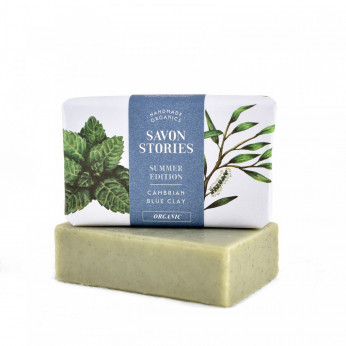 HANDMADE
ORGANICS
SAVON
STORIES
SUMMER
EDITION
CAMBRIAN
BLUE CLAY
ORGANIC